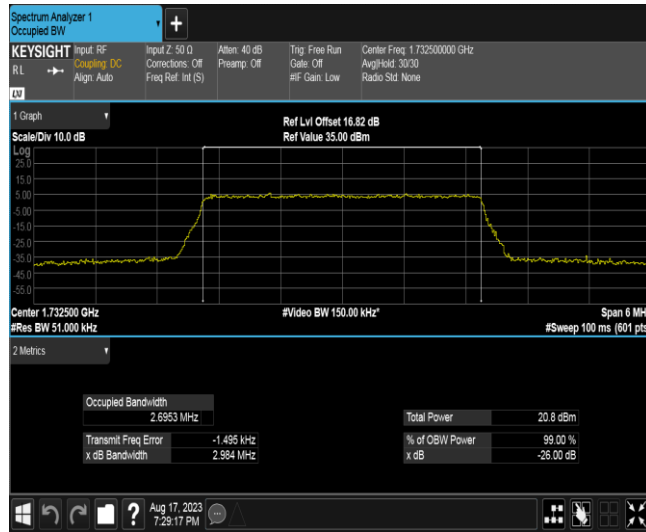 Spectrum Analyzer 1
Occupied BW
KEYSIGHT
RL
LXI
Input: RF
Coupling: DC
Align: Auto
Input Z: 50 Ω
Corrections: Off
Freq Ref: Int (S)
Atten: 40 dB
Preamp: Off
Trig: Free Run
Gate: Off
#IF Gain: Low
Center Freq: 1.732500000 GHz
Avg|Hold: 30/30
Radio Std: None
1 Graph
Scale/Div 10.0 dB
Ref Lvl Offset 16.82 dB
Ref Value 35.00 dBm
Log
25.0
15.0
5.00
-5.00
-15.0
-25.0
-35.0
-45.0
-55.0
Center 1.732500 GHz
#Video BW 150.00 kHz*
Span 6 MH
#Res BW 51.000 kHz
#Sweep 100 ms (601 pts
2 Metrics
Occupied Bandwidth
2.6953 MHz
Total Power 20.8 dBm
Transmit Freq Error -1.495 kHz
% of OBW Power 99.00 %
x dB Bandwidth 2.984 MHz
x dB -26.00 dB
?
Aug 17, 2023
7:29:17 PM